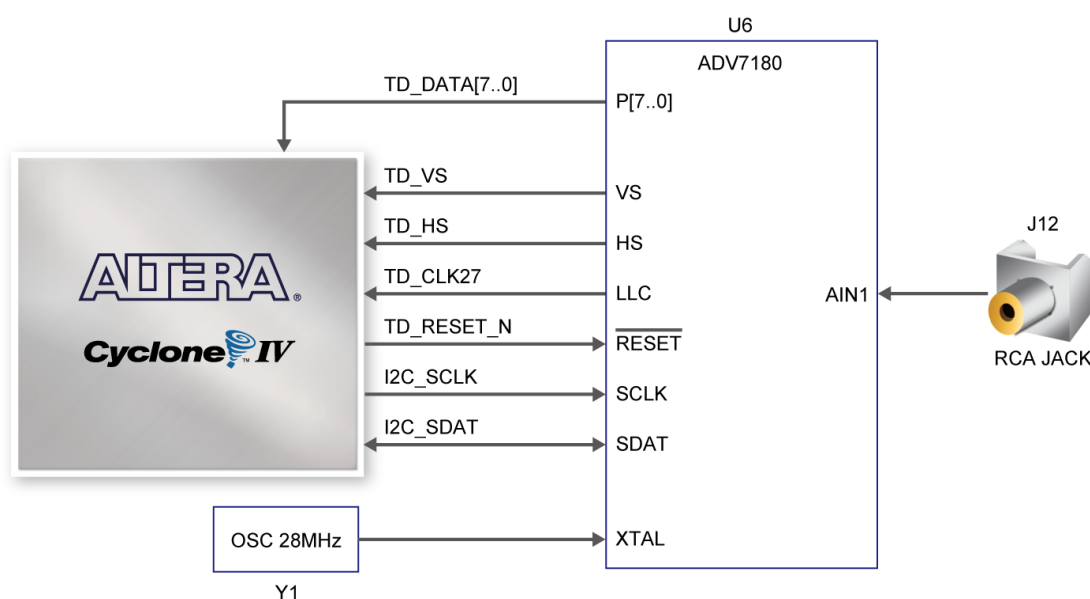 U6
ADV7180
TD_DATA[7..0]
P[7..0]
TD_VS
VS
TD_HS
HS
J12
TD_CLK27
LLC
AIN1
ALTERA®
TD_RESET_N
RESET
Cyclone™ IV
RCA JACK
I2C_SCLK
SCLK
I2C_SDAT
SDAT
OSC 28MHz
XTAL
Y1